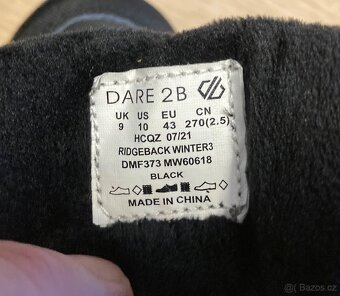 DARE 2B
UK US EU CN
9 10 43 270(2.5)
HCQZ 07/21
RIDGEBACK WINTER3
DMF373 MW60618
BLACK
MADE IN CHINA
Bazos.cz